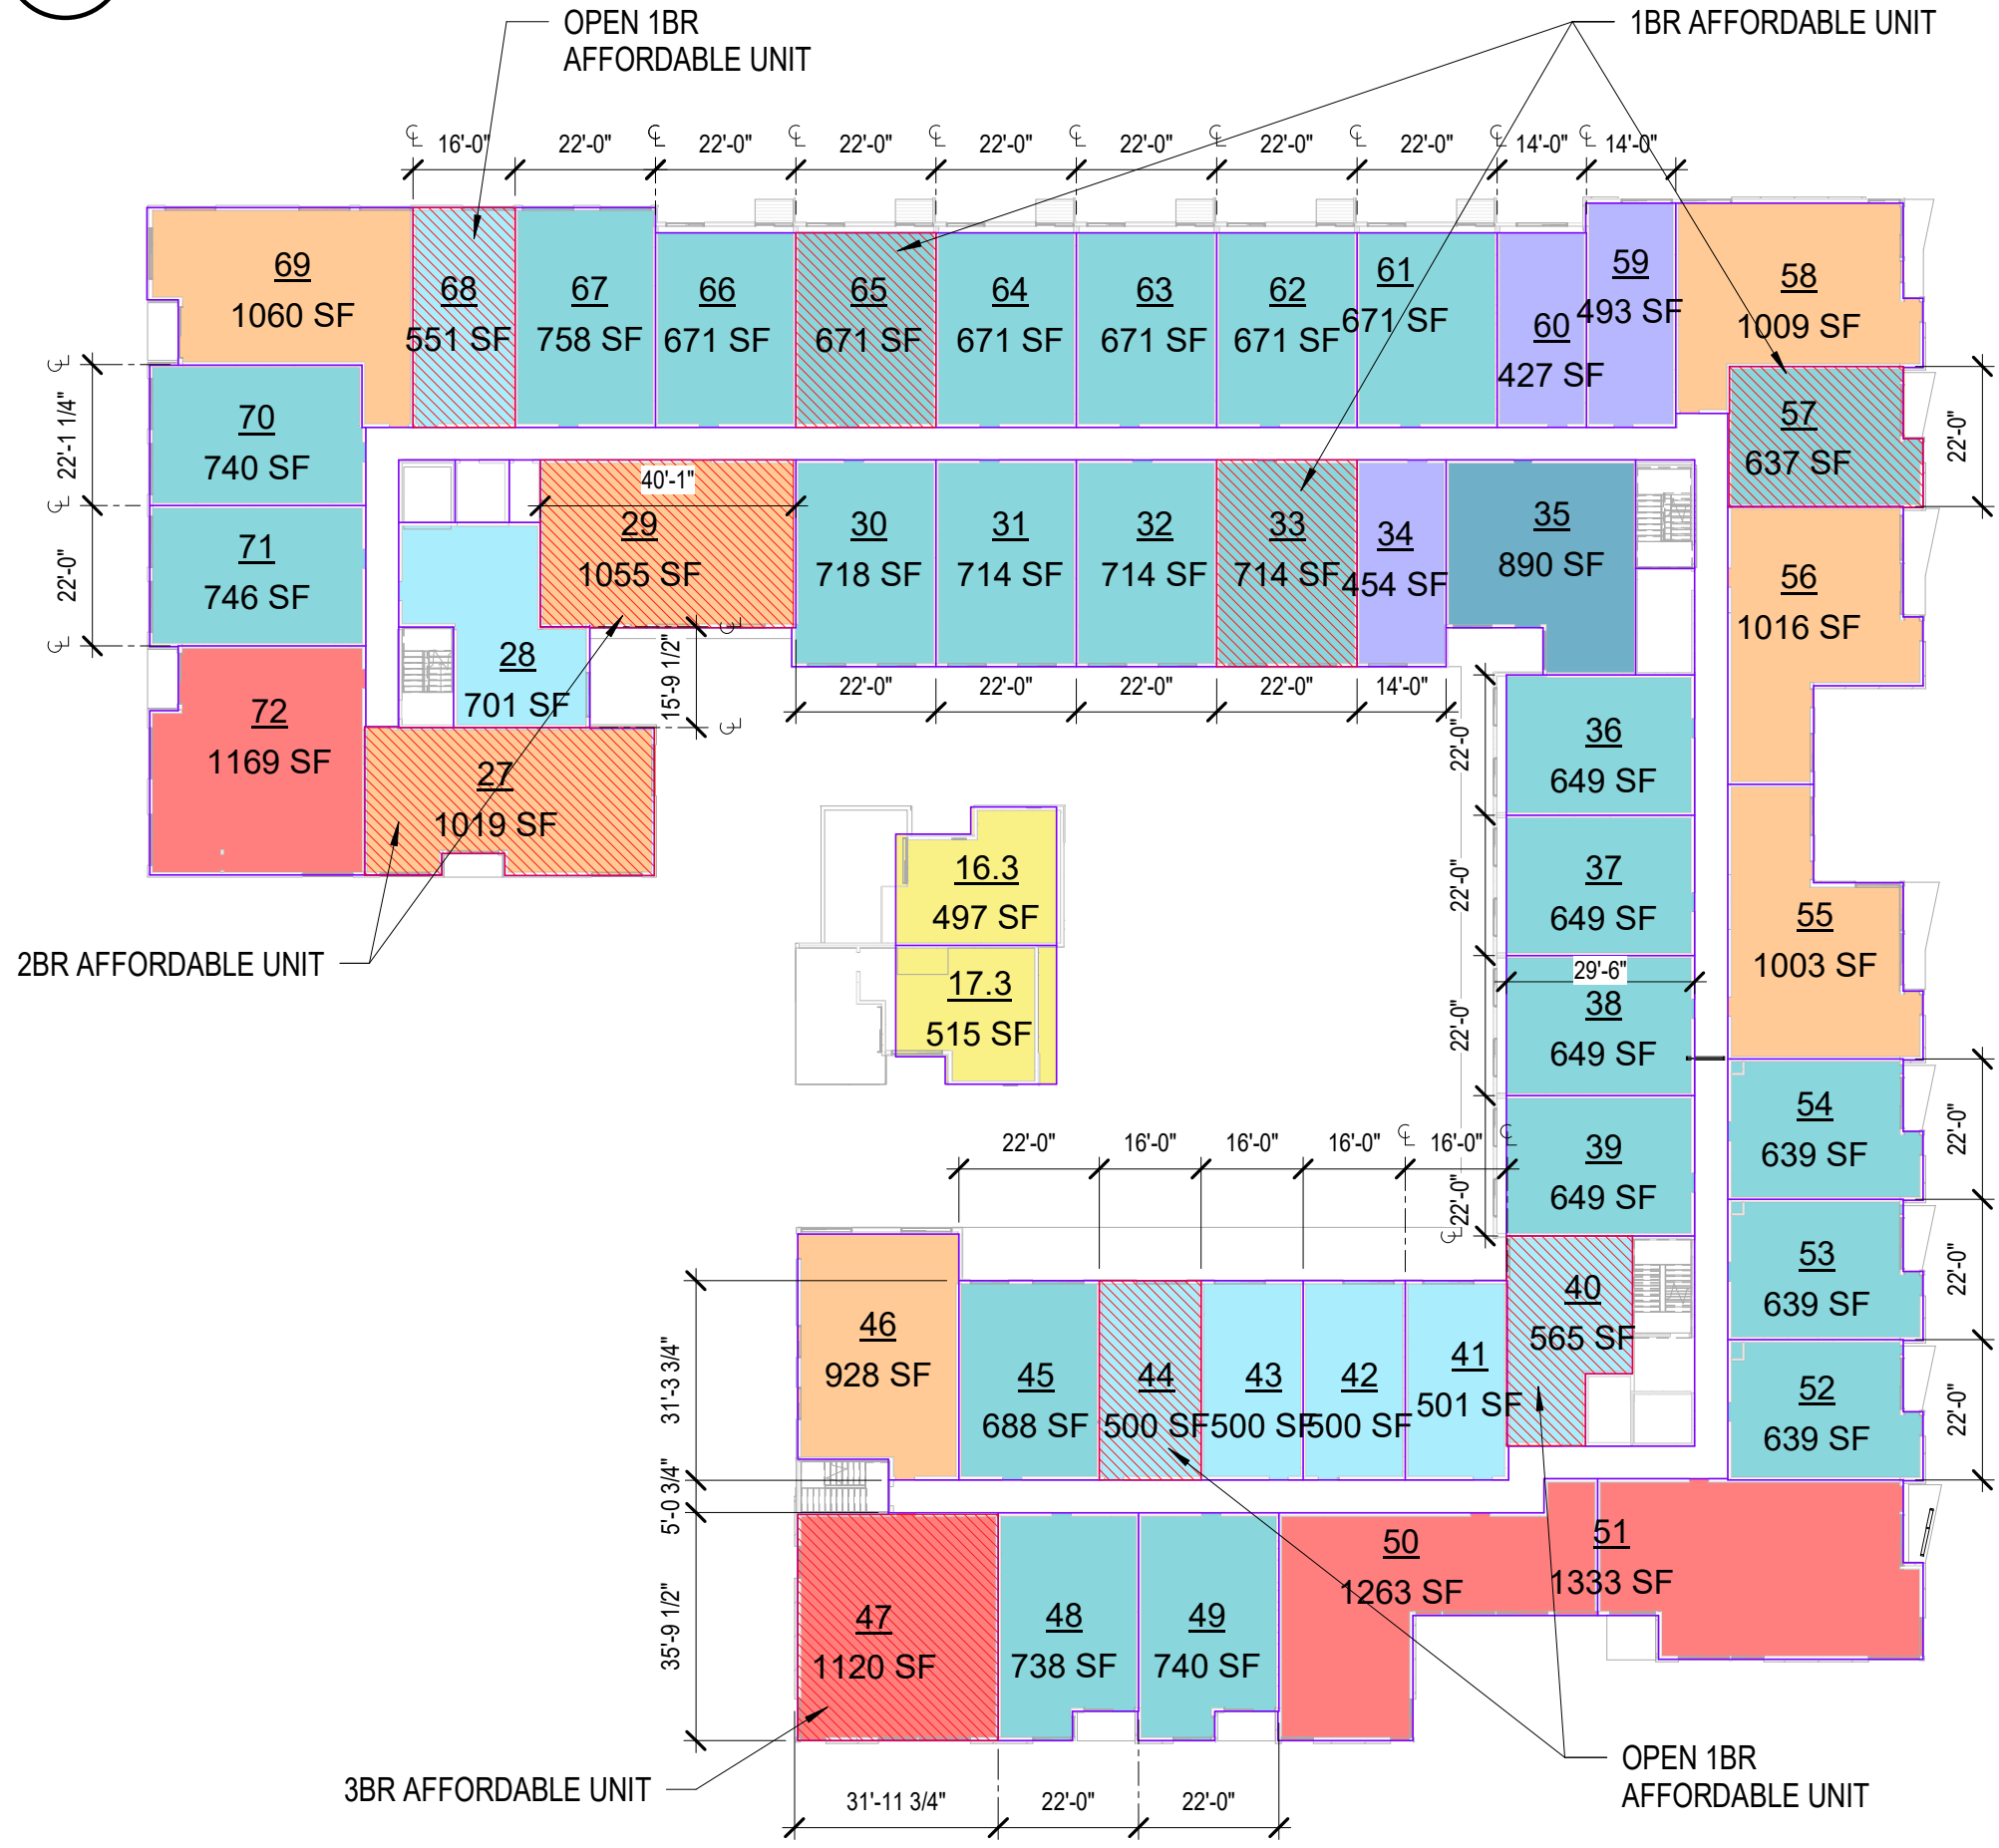 OPEN 1BR
AFFORDABLE UNIT
1BR AFFORDABLE UNIT
16'-0"
22'-0"
22'-0"
22'-0"
22'-0"
22'-0"
22'-0"
22'-0"
14'-0"
14'-0"
69
1060 SF
68
551 SF
67
758 SF
66
671 SF
65
671 SF
64
671 SF
63
671 SF
62
671 SF
61
671 SF
60
427 SF
59
493 SF
58
1009 SF
22'-1 1/4"
70
740 SF
57
637 SF
22'-0"
22'-0"
71
746 SF
40'-1"
29
1055 SF
30
718 SF
31
714 SF
32
714 SF
33
714 SF
34
454 SF
35
890 SF
56
1016 SF
72
1169 SF
28
701 SF
15'-9 1/2"
22'-0"
22'-0"
22'-0"
22'-0"
14'-0"
27
1019 SF
22'-0"
36
649 SF
2BR AFFORDABLE UNIT
16.3
497 SF
17.3
515 SF
22'-0"
37
649 SF
55
1003 SF
22'-0"
29'-6"
38
649 SF
54
639 SF
22'-0"
22'-0"
16'-0"
16'-0"
16'-0"
16'-0"
22'-0"
39
649 SF
53
639 SF
22'-0"
31'-3 3/4"
46
928 SF
45
688 SF
44
500 SF
43
500 SF
42
500 SF
41
501 SF
40
565 SF
52
639 SF
22'-0"
5'-0 3/4"
35'-9 1/2"
47
1120 SF
48
738 SF
49
740 SF
50
1263 SF
51
1333 SF
3BR AFFORDABLE UNIT
31'-11 3/4"
22'-0"
22'-0"
OPEN 1BR
AFFORDABLE UNIT